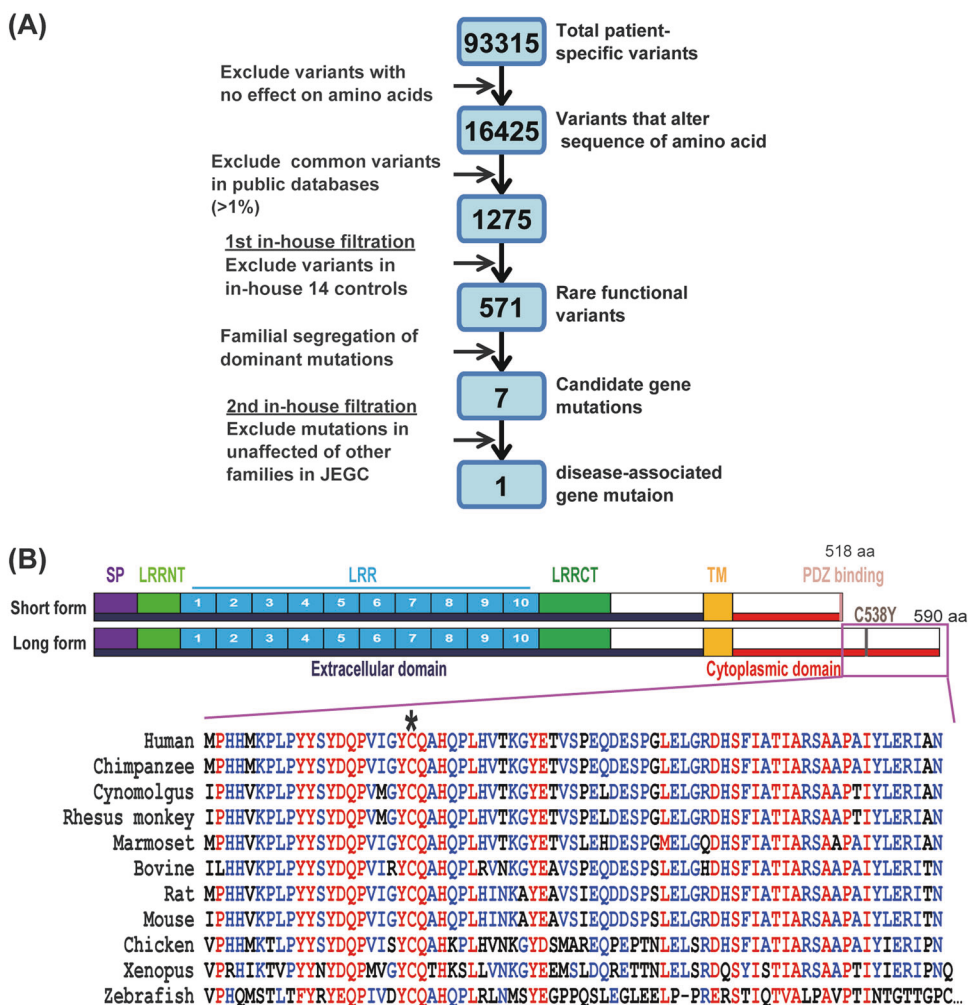 (A)
93315
Total patient-
specific variants
Exclude variants with
no effect on amino acids
16425
Variants that alter
sequence of amino acid
Exclude common variants
in public databases
(>1%)
1275
1st in-house filtration
Exclude variants in
in-house 14 controls
571
Rare functional
variants
Familial segregation of
dominant mutations
7
Candidate gene
mutations
2nd in-house filtration
Exclude mutations in
unaffected of other
families in JEGC
1
disease-associated
gene mutaion
(B)
518 aa
SP LRRNT LRR LRRCT TM PDZ binding
Short form 1 2 3 4 5 6 7 8 9 10
C538Y 590 aa
Long form 1 2 3 4 5 6 7 8 9 10
Extracellular domain Cytoplasmic domain
*
Human MPHHMKPLPYYSYDQPVIGYCQAHQPLHVTKGYETVSPEQDESPGLELGRDHSFIATIARSAAPAIYLERIAN
Chimpanzee MPHHMKPLPYYSYDQPVIGYCQAHQPLHVTKGYETVSPEQDESPGLELGRDHSFIATIARSAAPAIYLERIAN
Cynomolgus IPHHVKPLPYYSYDQPVMGYCQAHQPLHVTKGYETVSPELDESPGLELGRDHSFIATIARSAAPTIYLERIAN
Rhesus monkey IPHHVKPLPYYSYDQPVMGYCQAHQPLHVTKGYETVSPELDESPGLELGRDHSFIATIARSAAPTIYLERIAN
Marmoset MPHHVKPLPYYSYDQPVIGYCQAHQPLHVTKGYETVSLEHDESPGMELGQDHSFIATIARSAAPAIYLERIAN
Bovine ILHHVKPLPYYSYDQPVIRYCQAHQPLRVNKGYEAVSPEQDESPSLELGHDHSFIATIARSAAPAIYLERITN
Rat MPHHVKPLPYYSYDQPVIGYCQAHQPLHINKAYEAVSIEQDDSPSLELGRDHSFIATIARSAAPAIYLERITN
Mouse IPHHVKPLPYYSYDQPVIGYCQAHQPLHINKAYEAVSIEQDDSPSLELGRDHSFIATIARSAAPAIYLERITN
Chicken VPHHMKTLPYYSYDQPVISYCQAHKPLHVNKGYDSMAREQPEPTNLELSRDHSFIATIARSAAPAIYIERIPN
Xenopus VPRHIKTVPYYNYDQPMVGYCQTHKSLLVNKGYEEMSLDQRETTNLELSRDQSYISTIARSAAPTIYIERIPNQ
Zebrafish VPHQMSTLTFYRYEQPIVDYCQAHQPLRLNMSYEGPPQSLEGLEELP-PRERSTIQTVALPAVTINTGTTGPC...